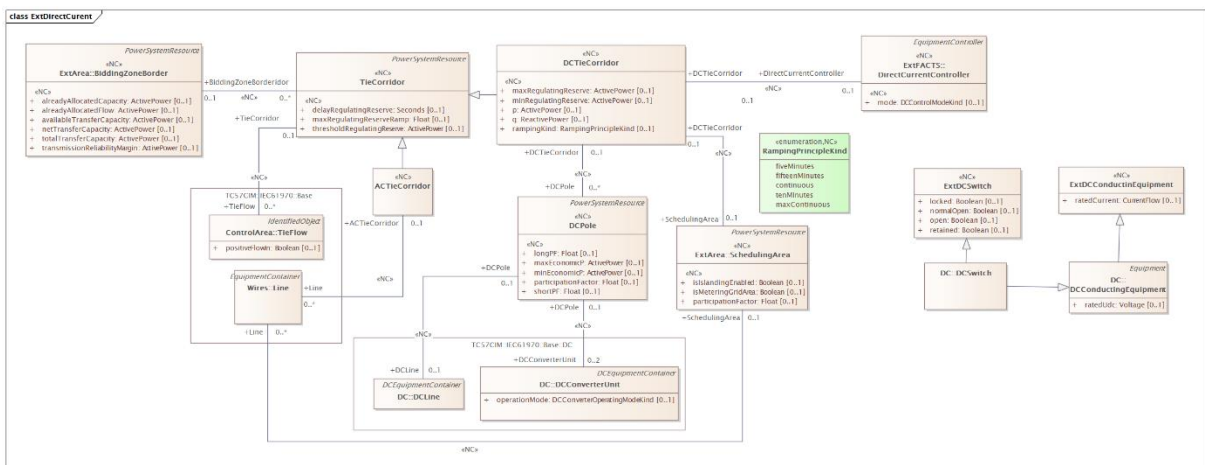 class ExtDirectCurent
PowerSystemResource
«NC»
ExtArea::BiddingZoneBorder
«NC»
+ alreadyAllocatedCapacity: ActivePower [0..1]
+ alreadyAllocatedFlow: ActivePower [0..1]
+ availableTransferCapacity: ActivePower [0..1]
+ netTransferCapacity: ActivePower [0..1]
+ totalTransferCapacity: ActivePower [0..1]
+ transmissionReliabilityMargin: ActivePower [0..1]
+BiddingZoneBorderidor
0..1
«NC»
0..*
+TieCorridor
0..1
PowerSystemResource
«NC»
TieCorridor
«NC»
+ delayRegulatingReserve: Seconds [0..1]
+ maxRegulatingReserveRamp: Float [0..1]
+ thresholdRegulatingReserve: ActivePower [0..1]
«NC»
DCTieCorridor
«NC»
+ maxRegulatingReserve: ActivePower [0..1]
+ minRegulatingReserve: ActivePower [0..1]
+ p: ActivePower [0..1]
+ q: ReactivePower [0..1]
+ rampingKind: RampingPrincipleKind [0..1]
+DCTieCorridor
+DirectCurrentController
0..1
«NC»
0..1
EquipmentController
«NC»
ExtFACTS::
DirectCurrentController
«NC»
+ mode: DCControlModeKind [0..1]
+DCTieCorridor
0..1
«NC»
+SchedulingArea
0..1
«enumeration,NC»
RampingPrincipleKind
fiveMinutes
fifteenMinutes
continuous
tenMinutes
maxContinuous
+DCTieCorridor
0..1
«NC»
+DCPole
0..*
«NC»
ACTieCorridor
«NC»
TC57CIM::IEC61970::Base
+TieFlow
0..*
IdentifiedObject
ControlArea::TieFlow
+ positiveFlowIn: Boolean [0..1]
+ACTieCorridor
0..1
«NC»
EquipmentContainer
Wires::Line
+Line
0..*
+Line
0..*
PowerSystemResource
«NC»
DCPole
«NC»
+ longPF: Float [0..1]
+ maxEconomicP: ActivePower [0..1]
+ minEconomicP: ActivePower [0..1]
+ participationFactor: Float [0..1]
+ shortPF: Float [0..1]
+DCPole
0..1
+DCPole
0..1
PowerSystemResource
«NC»
ExtArea::SchedulingArea
«NC»
+ isIslandingEnabled: Boolean [0..1]
+ isMeteringGridArea: Boolean [0..1]
+ participationFactor: Float [0..1]
+SchedulingArea
0..1
«NC»
«NC»
TC57CIM::IEC61970::Base::DC
+DCLine
0..1
DCEquipmentContainer
DC::DCLine
+DCConverterUnit
0..2
DCEquipmentContainer
DC::DCConverterUnit
+ operationMode: DCConverterOperatingModeKind [0..1]
«NC»
«NC»
ExtDCSwitch
«NC»
+ locked: Boolean [0..1]
+ normalOpen: Boolean [0..1]
+ open: Boolean [0..1]
+ retained: Boolean [0..1]
DC::DCSwitch
«NC»
ExtDCConductinEquipment
«NC»
+ ratedCurrent: CurrentFlow [0..1]
Equipment
DC::
DCConductingEquipment
+ ratedUdc: Voltage [0..1]